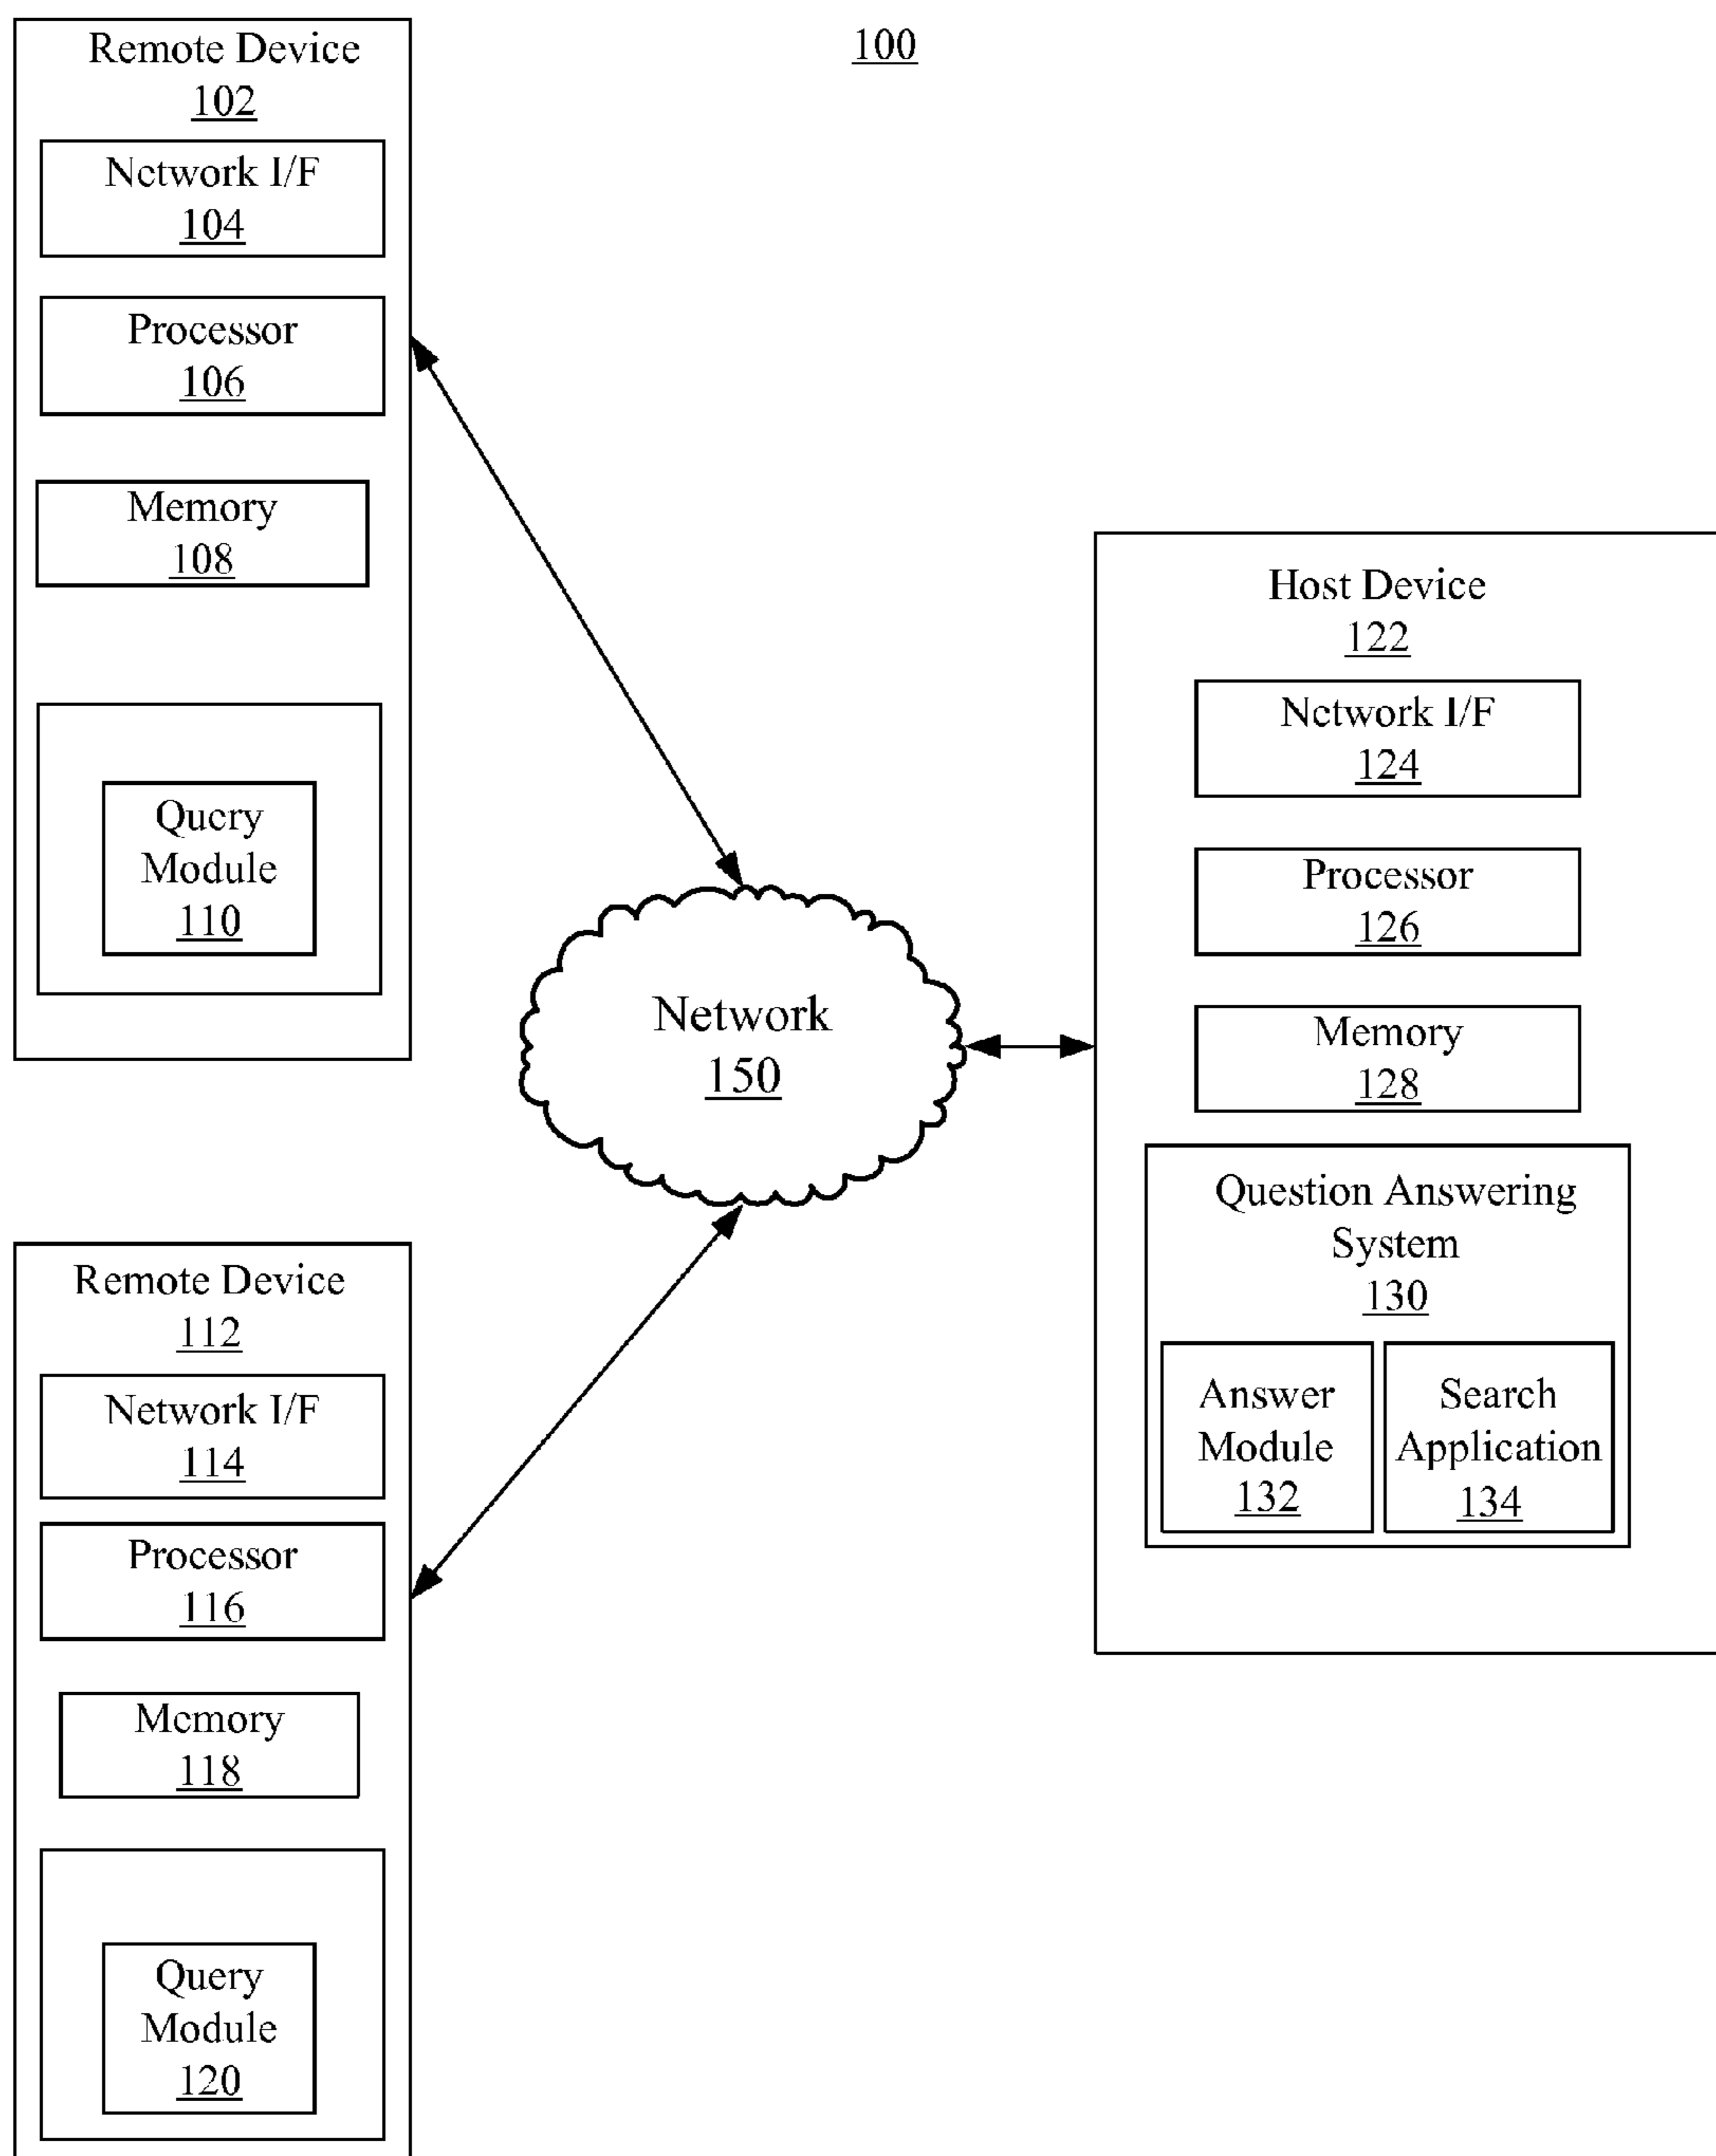 100
Remote Device
102
Network I/F
104
Processor
106
Memory
108
Query
Module
110
Network
150
Remote Device
112
Network I/F
114
Processor
116
Memory
118
Query
Module
120
Host Device
122
Network I/F
124
Processor
126
Memory
128
Question Answering
System
130
Answer
Module
132
Search
Application
134